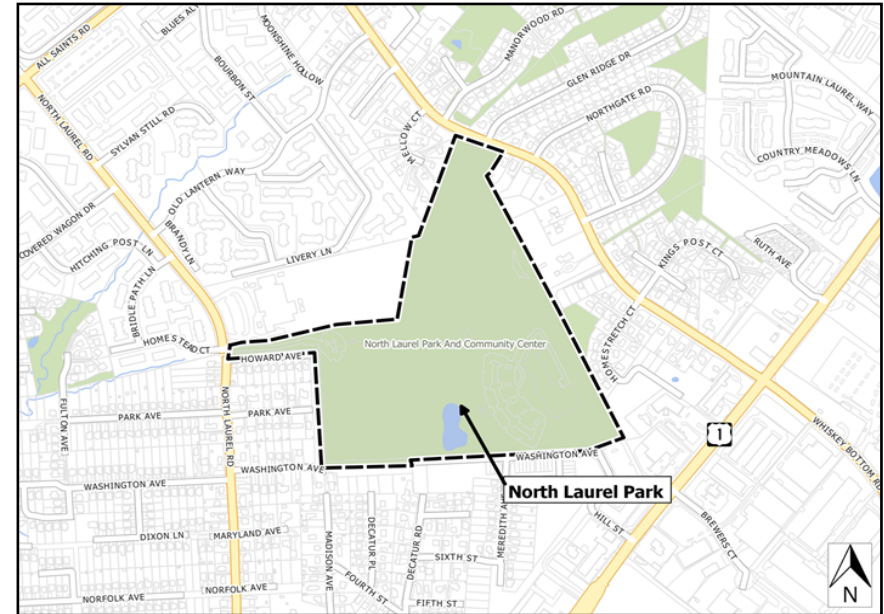 ALL SAINTS RD
BLUES AL
MOONSHINE HOLLOW
MANORWOOD RD
BOURBON ST
GLEN RIDGE DR
MOUNTAIN LAUREL WAY
NORTH LAUREL RD
NORTHGATE RD
SYLVAN STILL RD
MELLOW CT
COUNTRY MEADOWS LN
OLD LANTERN WAY
COVERED WAGON DR
BRANDY LN
HITCHING POST LN
LIVERY LN
KINGS POST CT
RUTH AVE
BRIDLE PATH LN
HOMESTEAD CT
HOWARD AVE
North Laurel Park And Community Center
HOMESTRETCH CT
FULTON AVE
PARK AVE
PARK AVE
NORTH LAUREL RD
1
WHISKEY BOTTOM RD
WASHINGTON AVE
WASHINGTON AVE
WASHINGTON AVE
North Laurel Park
HILL ST
BREWERS CT
DIXON LN
MARYLAND AVE
MADISON AVE
DECATUR PL
DECATUR RD
MEREDITH AVE
SIXTH ST
FOURTH ST
FIFTH ST
NORFOLK AVE
NORFOLK AVE
N